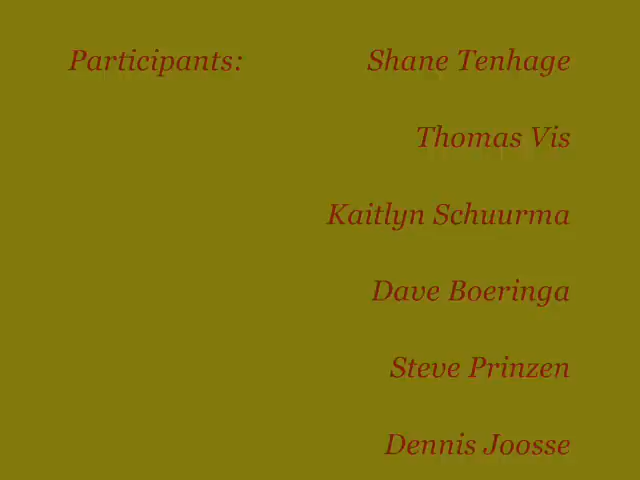 Participants: Shane Tenhage
Thomas Vis
Kaitlyn Schuurma
Dave Boeringa
Steve Prinzen
Dennis Joosse